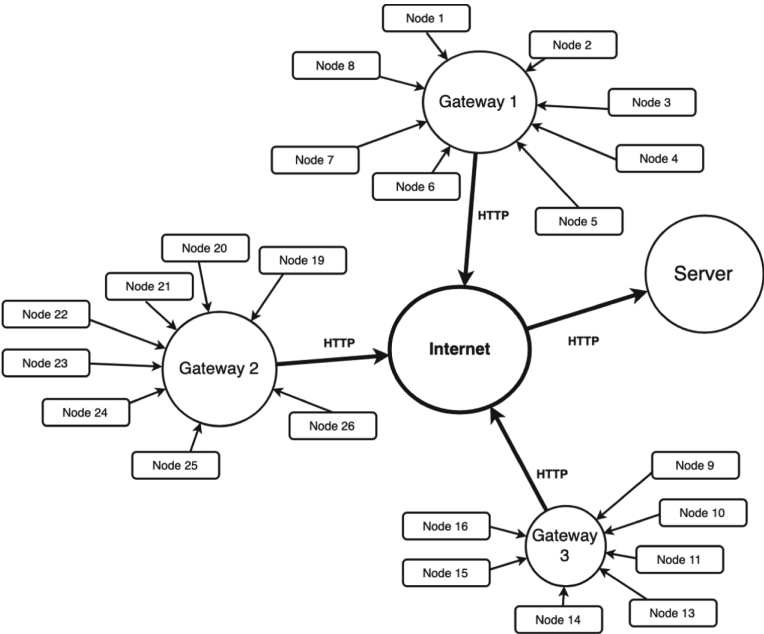 Node 1
Node 2
Node 8
Gateway 1
Node 3
Node 7
Node 4
Node 6
Node 5
HTTP
Node 20
Node 19
Server
Node 21
Node 22
HTTP
HTTP
Internet
Node 23
Gateway 2
Node 24
Node 26
Node 25
HTTP
Node 9
Node 10
Node 16
Gateway
3
Node 11
Node 15
Node 14
Node 13